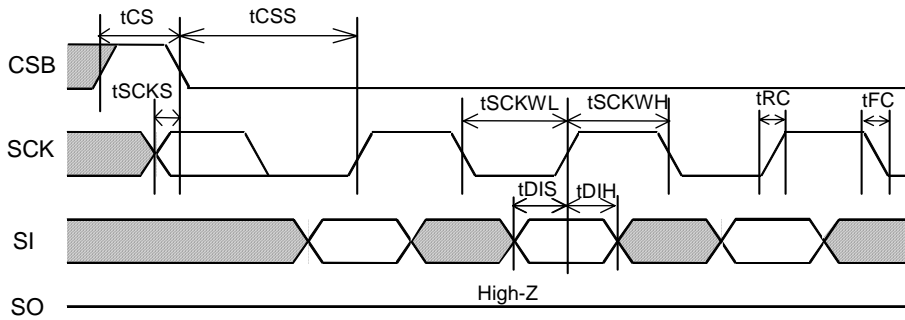 tCS tCSS
CSB
tSCKS tSCKWL tSCKWH tRC tFC
SCK
tDIS tDIH
SI
High-Z
SO